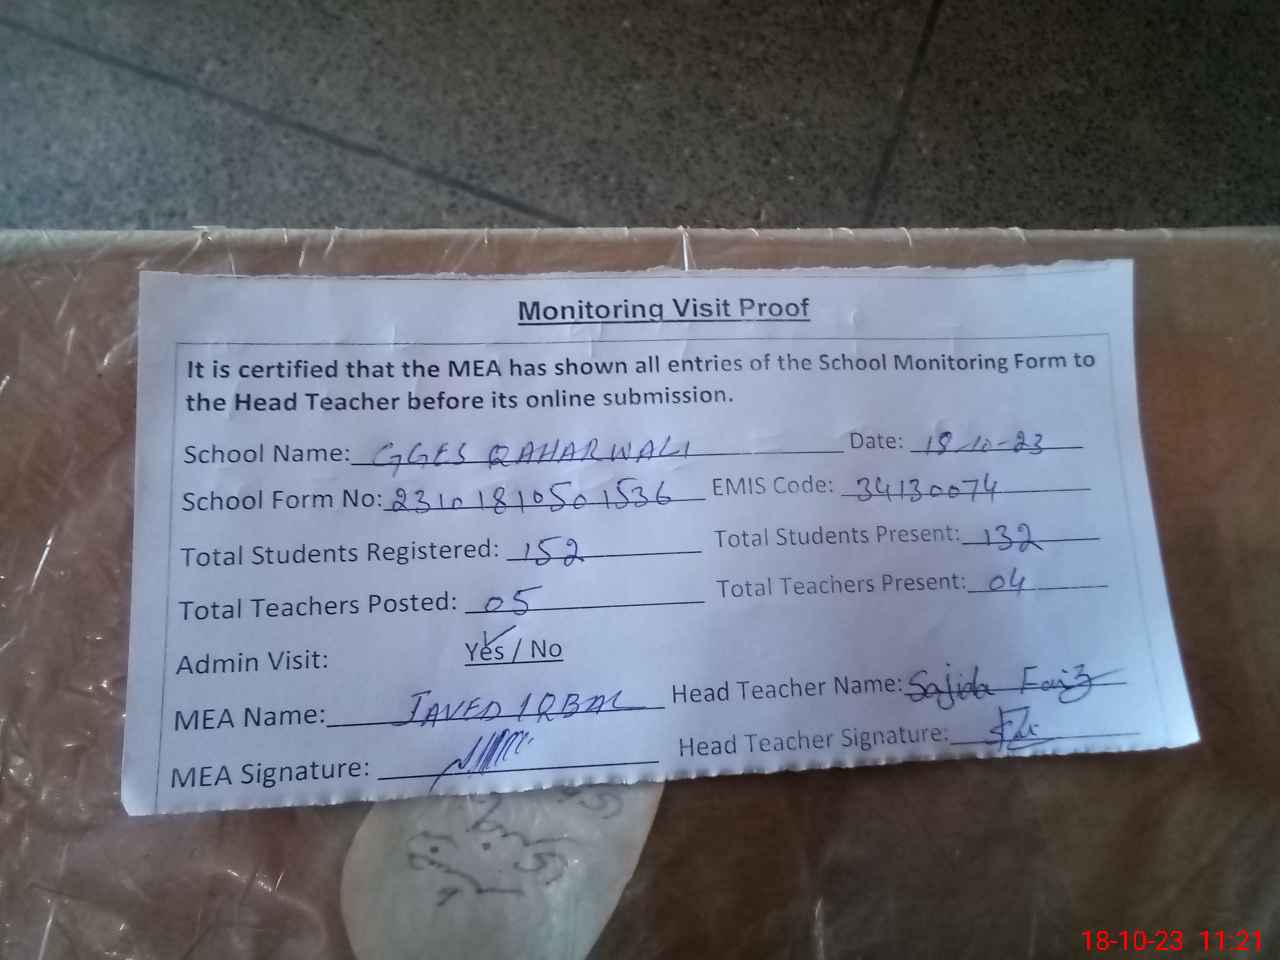 Monitoring Visit Proof
It is certified that the MEA has shown all entries of the School Monitoring Form to
the Head Teacher before its online submission.
School Name: GGES RAHARWALI Date: 18-10-23
School Form No: 2310181050 1536 EMIS Code: 34130074
Total Students Registered: 152 Total Students Present: 132
Total Teachers Posted: 05 Total Teachers Present: 04
Admin Visit: Yes / No
MEA Name: JAVED IQBAL Head Teacher Name: Sajida Faiz
MEA Signature: Head Teacher Signature:
18-10-23 11:21